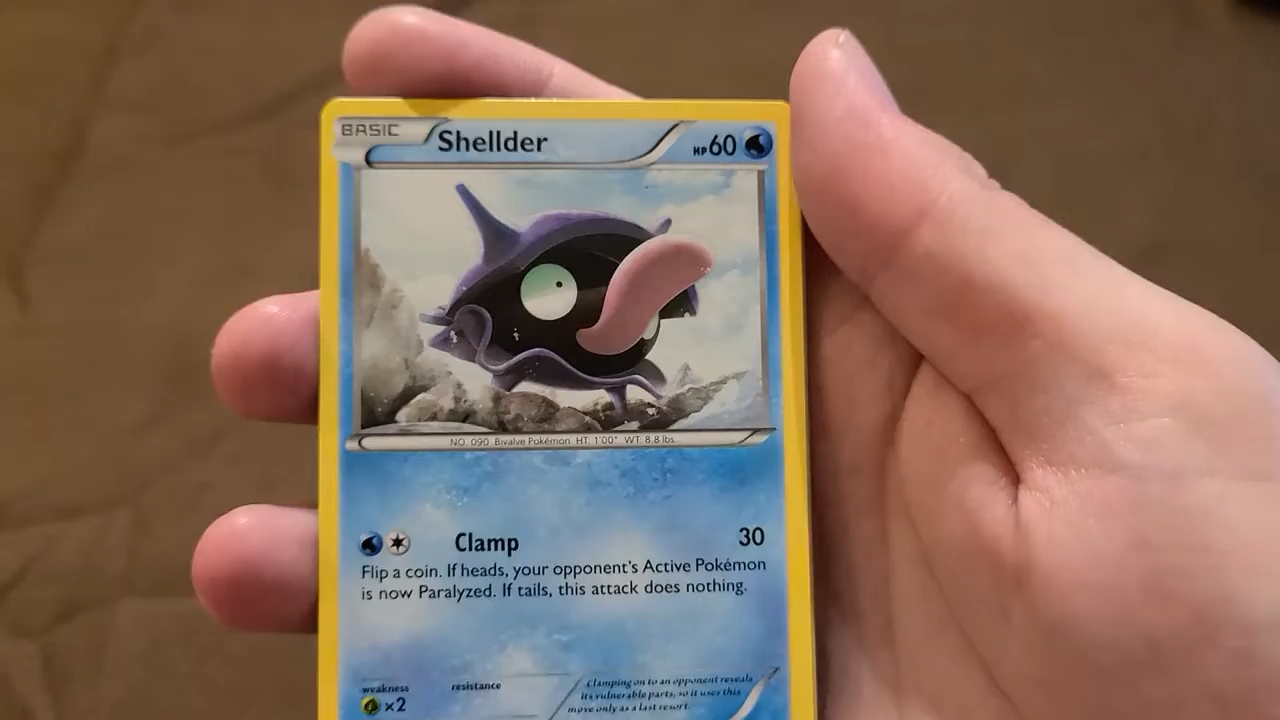 BASIC Shellder HP60
NO. 090 Bivalve Pokémon HT: 1'00" WT: 8.8 lbs.
Clamp 30
Flip a coin. If heads, your opponent's Active Pokémon
is now Paralyzed. If tails, this attack does nothing.
weakness resistance
×2
Clamping on to an opponent reveals
its vulnerable parts, so it uses this
move only as a last resort.